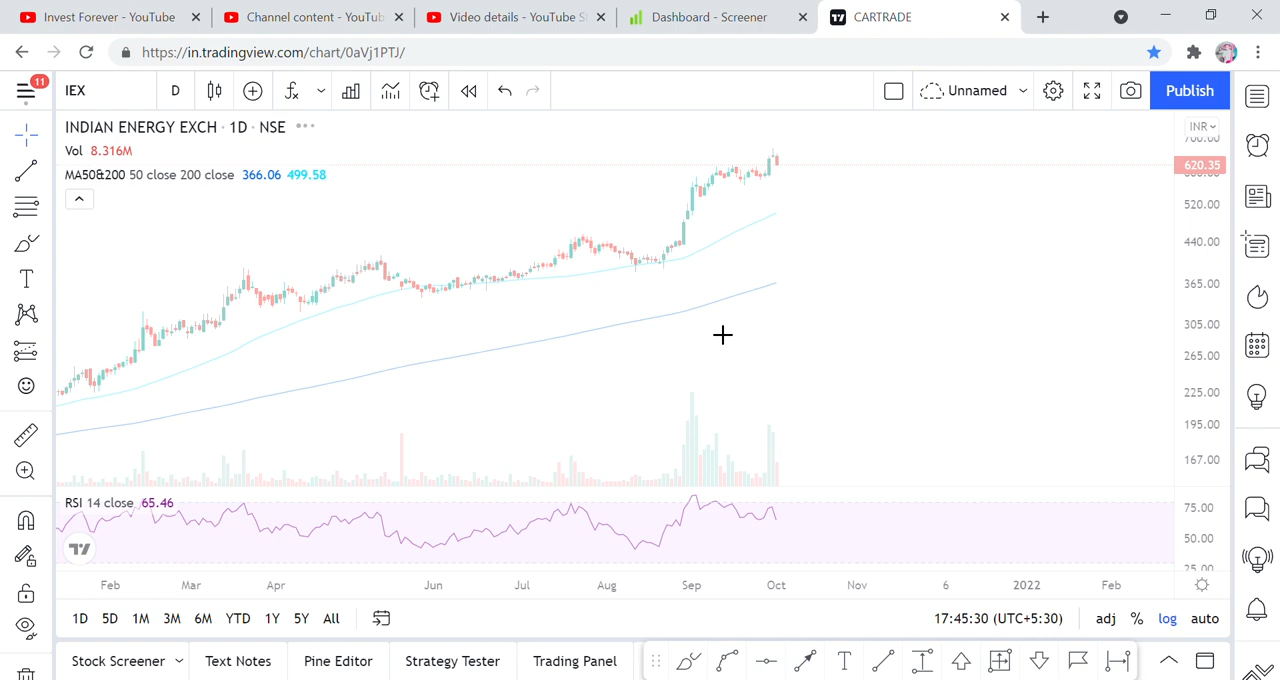 Invest Forever - YouTube
Channel content - YouTub
Video details - YouTube S
Dashboard - Screener
CARTRADE
https://in.tradingview.com/chart/0aVj1PTJ/
11
IEX
D
Unnamed
Publish
INDIAN ENERGY EXCH · 1D · NSE
INR
Vol 8.316M
MA50&200 50 close 200 close 366.06 499.58
700.00
620.35
600.00
520.00
440.00
365.00
305.00
265.00
225.00
195.00
167.00
RSI 14 close 65.46
75.00
50.00
25.00
Feb Mar Apr Jun Jul Aug Sep Oct Nov 6 2022 Feb
1D 5D 1M 3M 6M YTD 1Y 5Y All
17:45:30 (UTC+5:30)
adj % log auto
Stock Screener
Text Notes
Pine Editor
Strategy Tester
Trading Panel